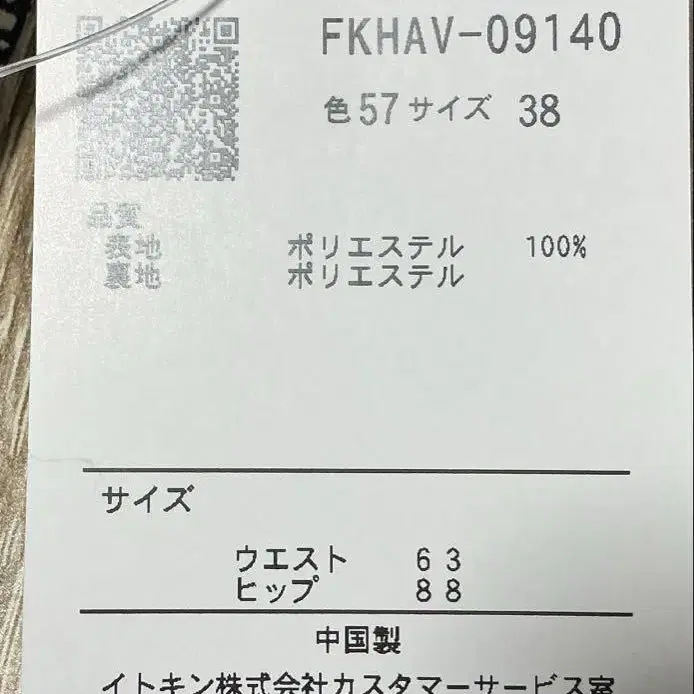 FKHAV-09140
色57サイズ 38
品質
表地 ポリエステル 100%
裏地 ポリエステル
サイズ
ウエスト 63
ヒップ 88
中国製
イトキン株式会社カスタマーサービス室